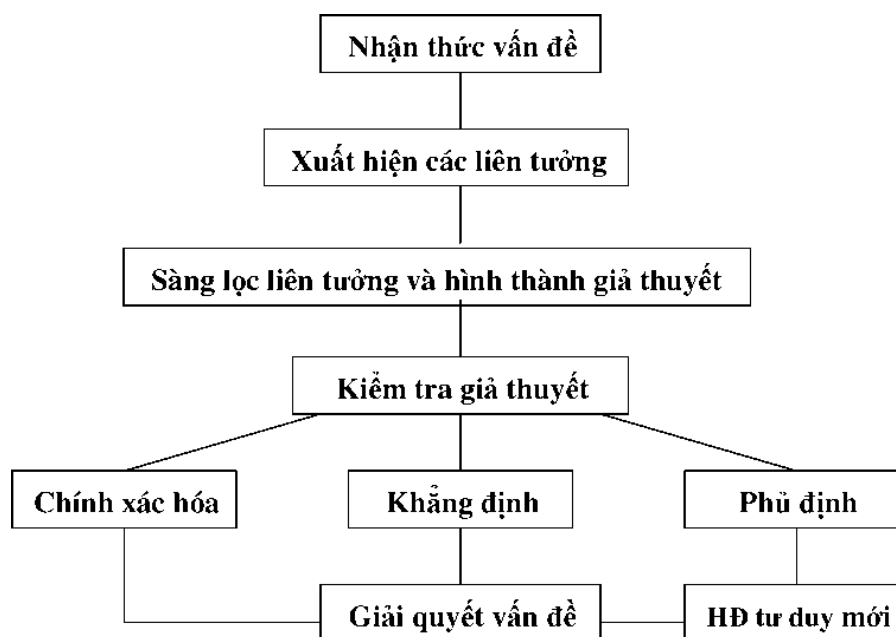 Nhận thức vấn đề
Xuất hiện các liên tưởng
Sàng lọc liên tưởng và hình thành giả thuyết
Kiểm tra giả thuyết
Chính xác hóa
Khẳng định
Phủ định
Giải quyết vấn đề
HĐ tư duy mới